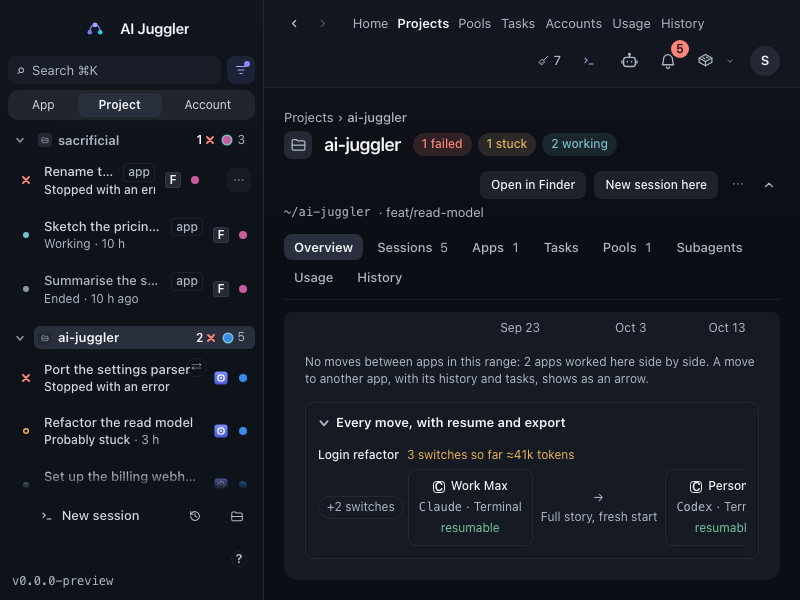 AI Juggler
Search ⌘K
App Project Account
sacrificial 1 3
Rename t... app F
Stopped with an err
Sketch the pricin... app F
Working · 10 h
Summarise the s... app F
Ended · 10 h ago
ai-juggler 2 5
Port the settings parser
Stopped with an error
Refactor the read model
Probably stuck · 3 h
Set up the billing webh...
New session
?
v0.0.0-preview
Home Projects Pools Tasks Accounts Usage History
7 5 S
Projects › ai-juggler
ai-juggler 1 failed 1 stuck 2 working
Open in Finder New session here ...
~/ai-juggler · feat/read-model
Overview Sessions 5 Apps 1 Tasks Pools 1 Subagents
Usage History
Sep 23 Oct 3 Oct 13
No moves between apps in this range: 2 apps worked here side by side. A move
to another app, with its history and tasks, shows as an arrow.
Every move, with resume and export
Login refactor 3 switches so far ≈41k tokens
+2 switches
Work Max
Claude · Terminal
resumable
→
Full story, fresh start
Person
Codex · Terr
resumabl